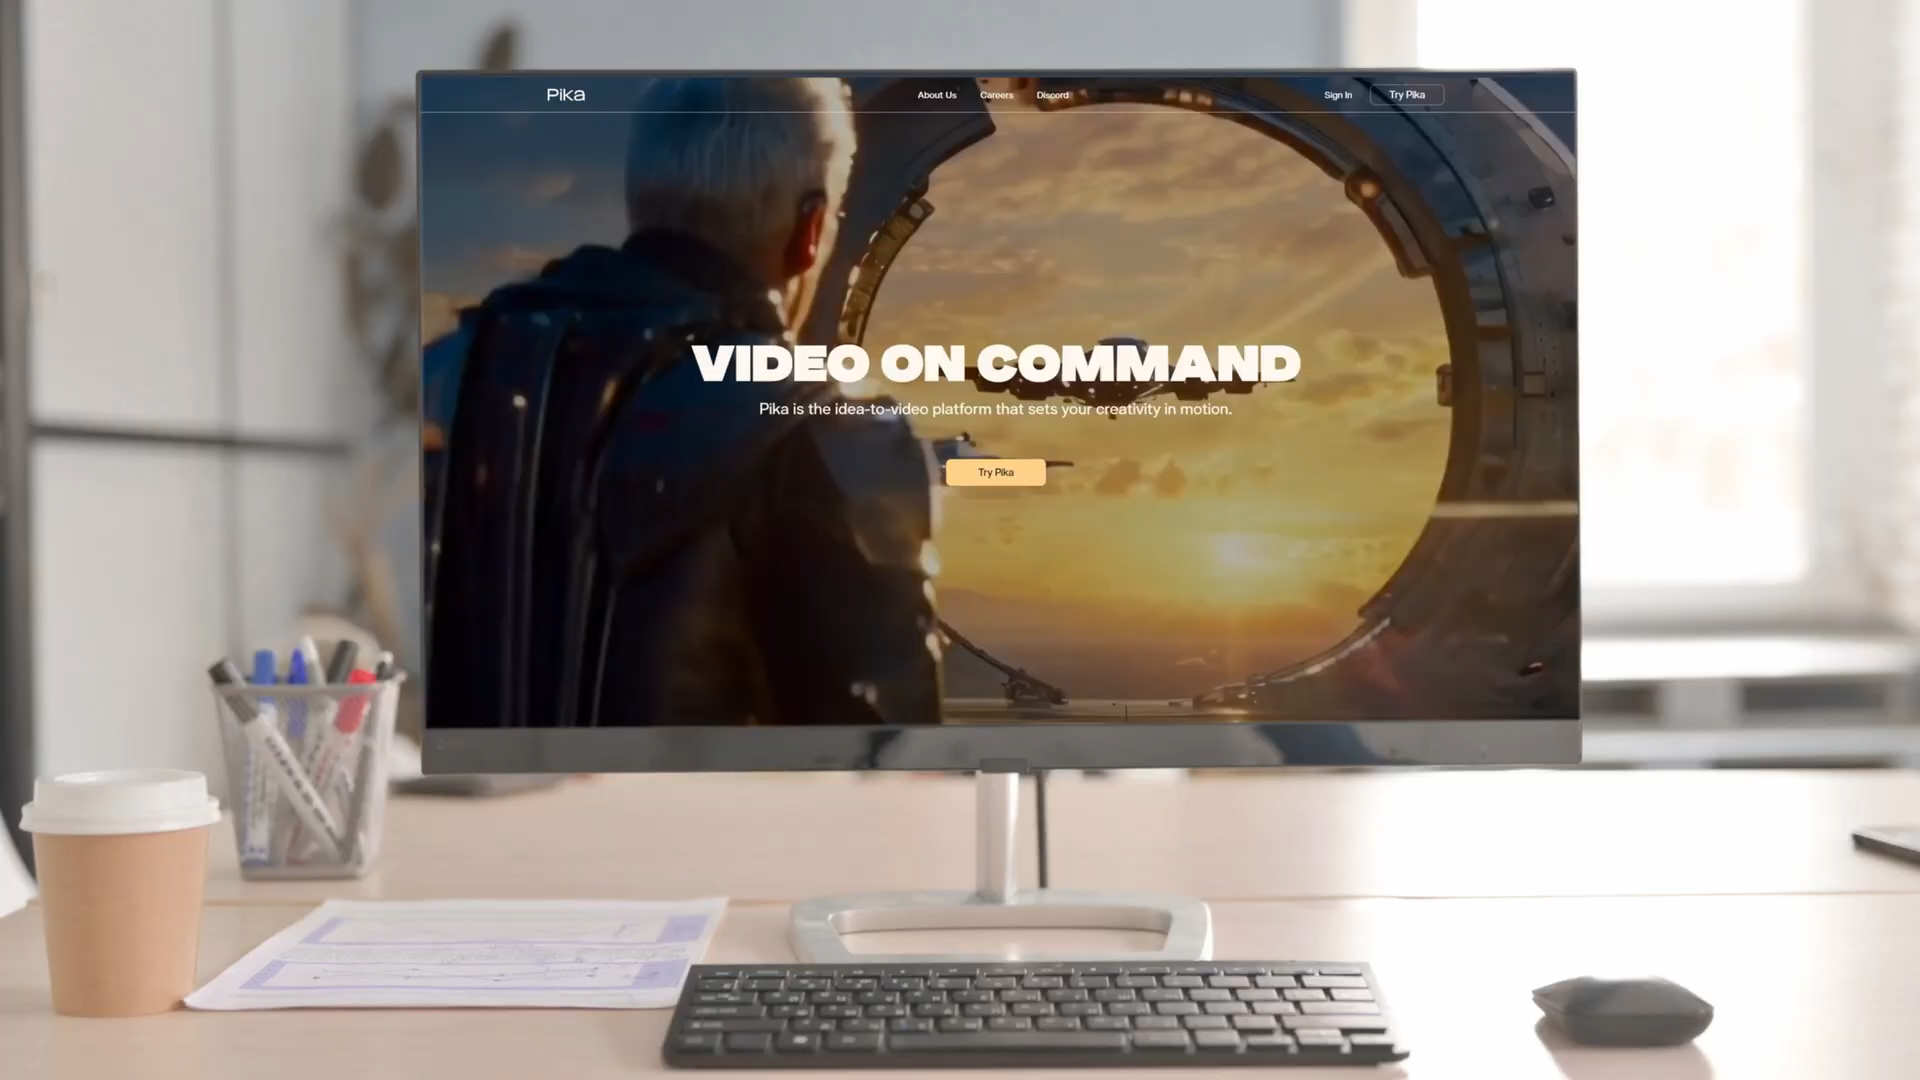 Pika
About Us Careers Discord
Sign In Try Pika
VIDEO ON COMMAND
Pika is the idea-to-video platform that sets your creativity in motion.
Try Pika